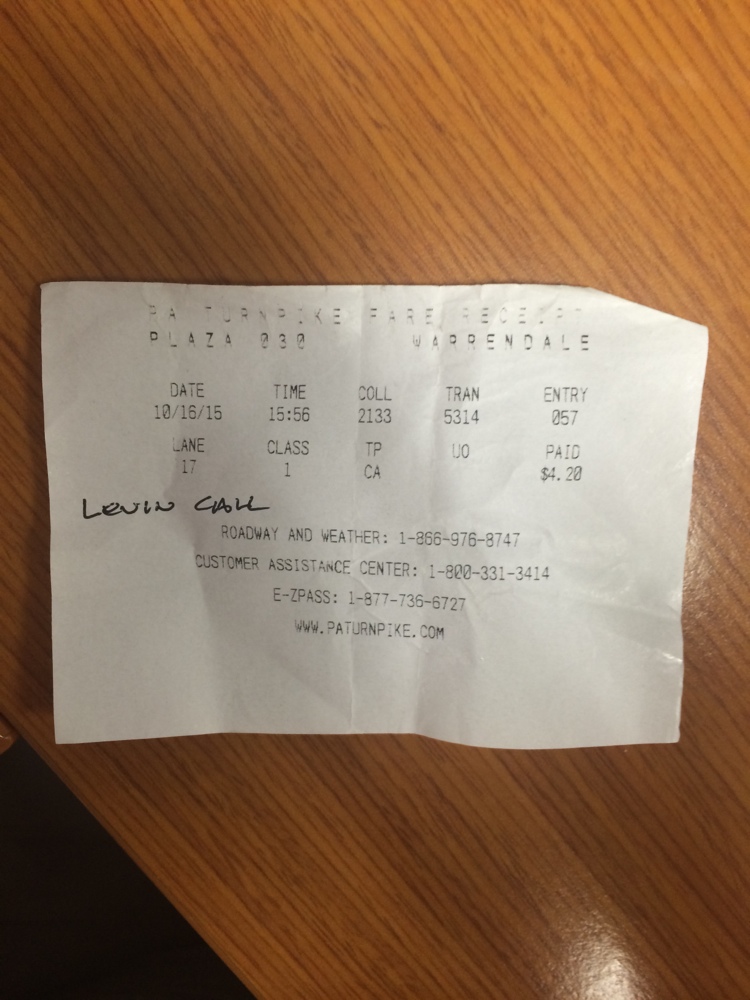 PA TURNPIKE FARE RECEIPT
PLAZA 030 WARRENDALE
DATE TIME COLL TRAN ENTRY
10/16/15 15:56 2133 5314 057
LANE CLASS TP UO PAID
17 1 CA $4.20
LEVIN CALL
ROADWAY AND WEATHER: 1-866-976-8747
CUSTOMER ASSISTANCE CENTER: 1-800-331-3414
E-ZPASS: 1-877-736-6727
WWW.PATURNPIKE.COM